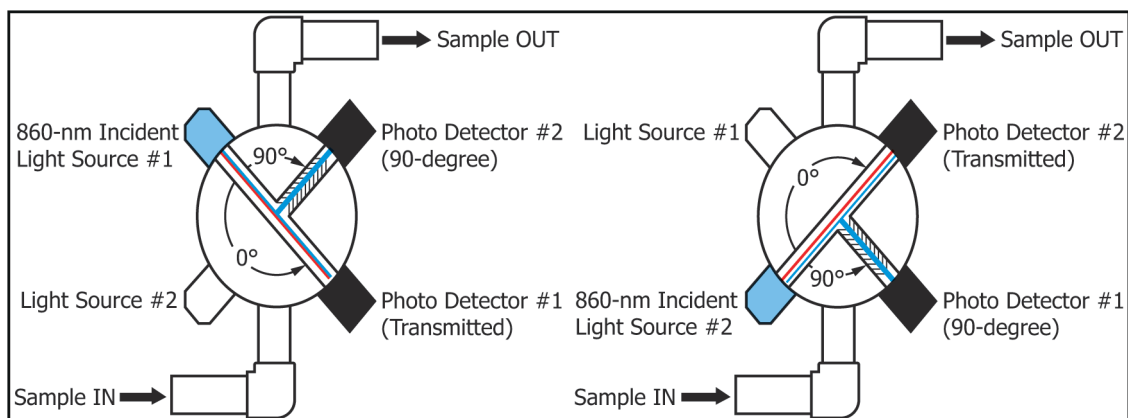 Sample OUT
860-nm Incident
Light Source #1
90°
Photo Detector #2
(90-degree)
0°
Light Source #2
Photo Detector #1
(Transmitted)
Sample IN
Sample OUT
Light Source #1
0°
Photo Detector #2
(Transmitted)
860-nm Incident
Light Source #2
90°
Photo Detector #1
(90-degree)
Sample IN